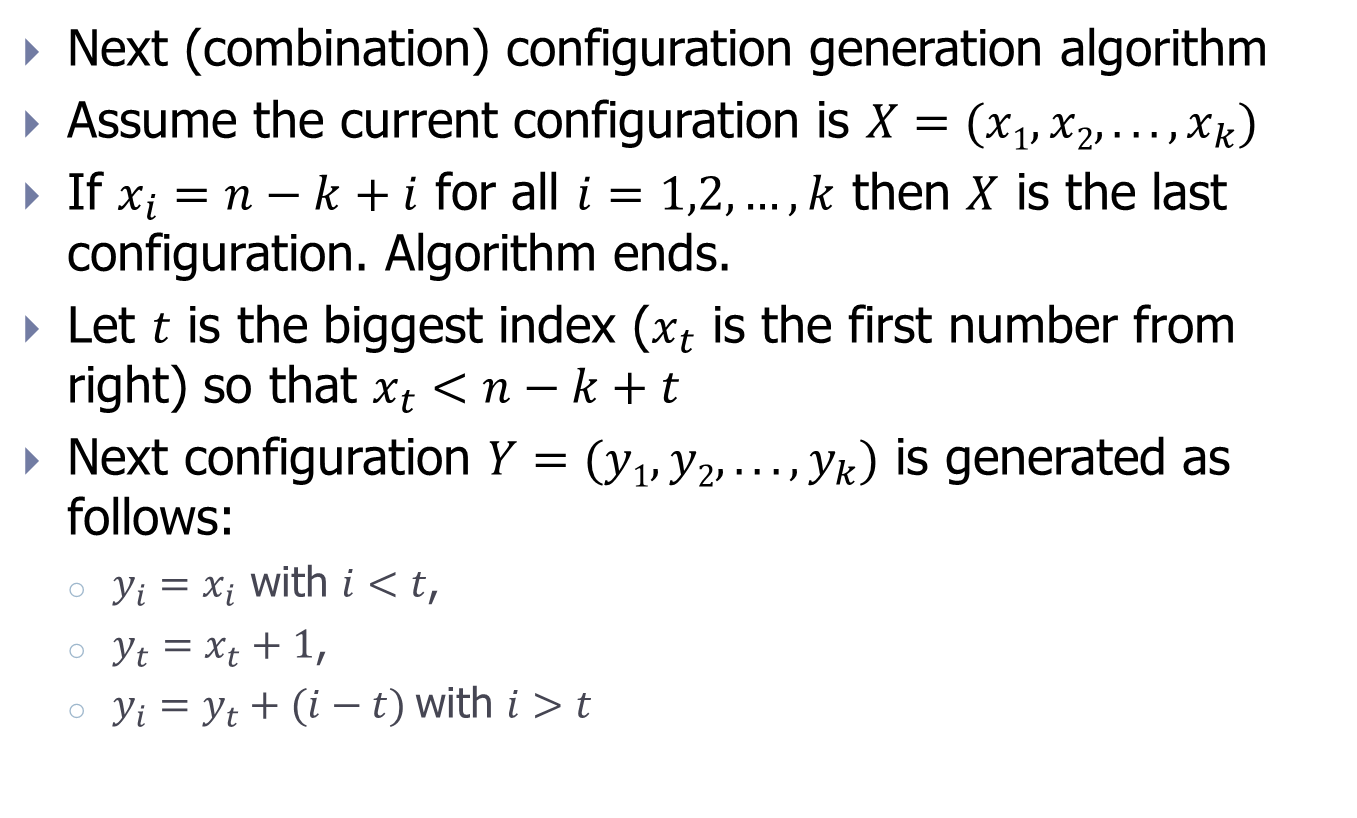 Next (combination) configuration generation algorithm
Assume the current configuration is X = (x₁, x₂, . . . , xₖ)
If xᵢ = n − k + i for all i = 1,2, … , k then X is the last
configuration. Algorithm ends.
Let t is the biggest index (xₜ is the first number from
right) so that xₜ < n − k + t
Next configuration Y = (y₁, y₂, . . . , yₖ) is generated as
follows:
yᵢ = xᵢ with i < t,
yₜ = xₜ + 1,
yᵢ = yₜ + (i − t) with i > t